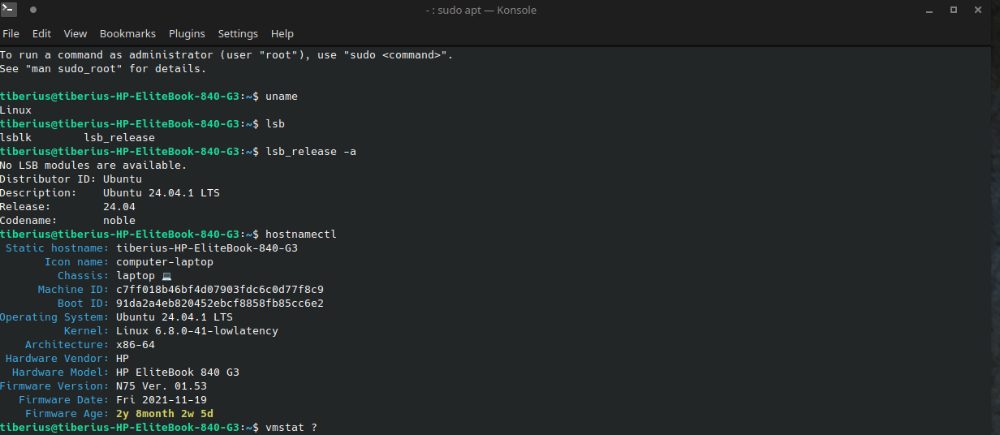 - : sudo apt — Konsole
File Edit View Bookmarks Plugins Settings Help
To run a command as administrator (user "root"), use "sudo <command>".
See "man sudo_root" for details.
tiberius@tiberius-HP-EliteBook-840-G3:~$ uname
Linux
tiberius@tiberius-HP-EliteBook-840-G3:~$ lsb
lsblk lsb_release
tiberius@tiberius-HP-EliteBook-840-G3:~$ lsb_release -a
No LSB modules are available.
Distributor ID: Ubuntu
Description: Ubuntu 24.04.1 LTS
Release: 24.04
Codename: noble
tiberius@tiberius-HP-EliteBook-840-G3:~$ hostnamectl
Static hostname: tiberius-HP-EliteBook-840-G3
Icon name: computer-laptop
Chassis: laptop 💻
Machine ID: c7ff018b46bf4d07903fdc6c0d77f8c9
Boot ID: 91da2a4eb820452ebcf8858fb85cc6e2
Operating System: Ubuntu 24.04.1 LTS
Kernel: Linux 6.8.0-41-lowlatency
Architecture: x86-64
Hardware Vendor: HP
Hardware Model: HP EliteBook 840 G3
Firmware Version: N75 Ver. 01.53
Firmware Date: Fri 2021-11-19
Firmware Age: 2y 8month 2w 5d
tiberius@tiberius-HP-EliteBook-840-G3:~$ vmstat ?